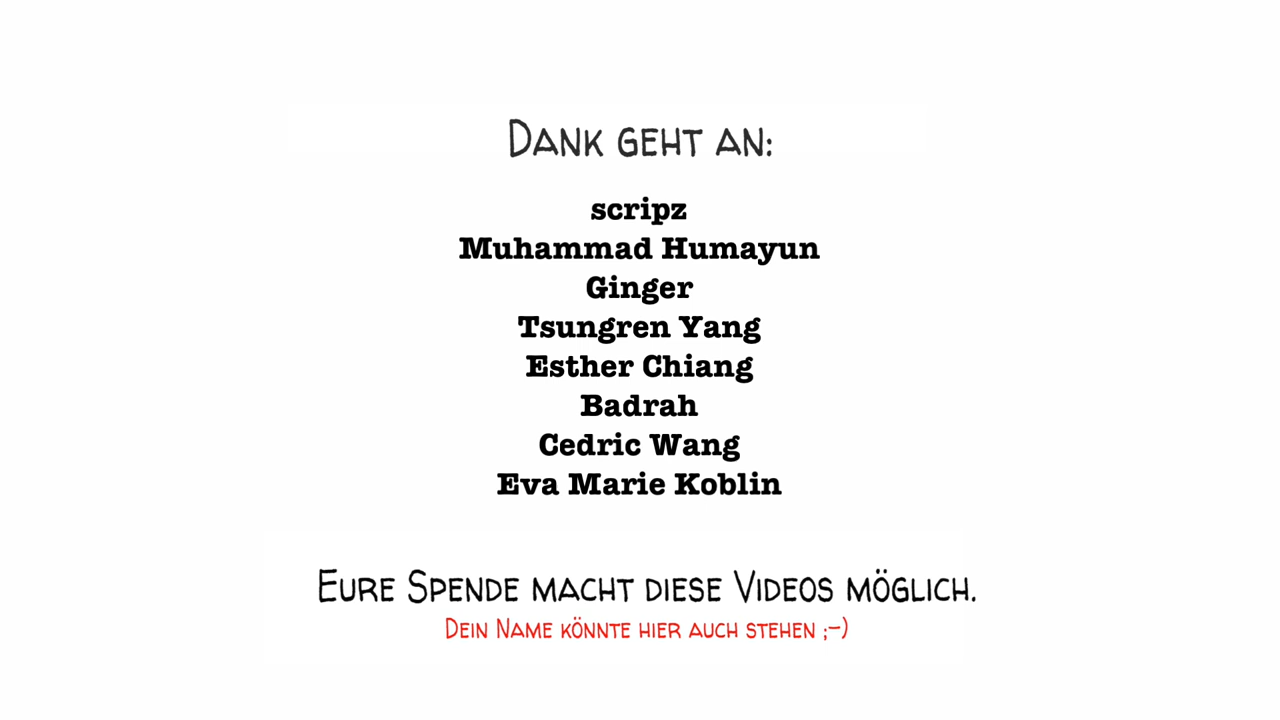 Dank geht an:
scripz
Muhammad Humayun
Ginger
Tsungren Yang
Esther Chiang
Badrah
Cedric Wang
Eva Marie Koblin
Eure Spende macht diese Videos möglich.
Dein Name könnte hier auch stehen ;-)